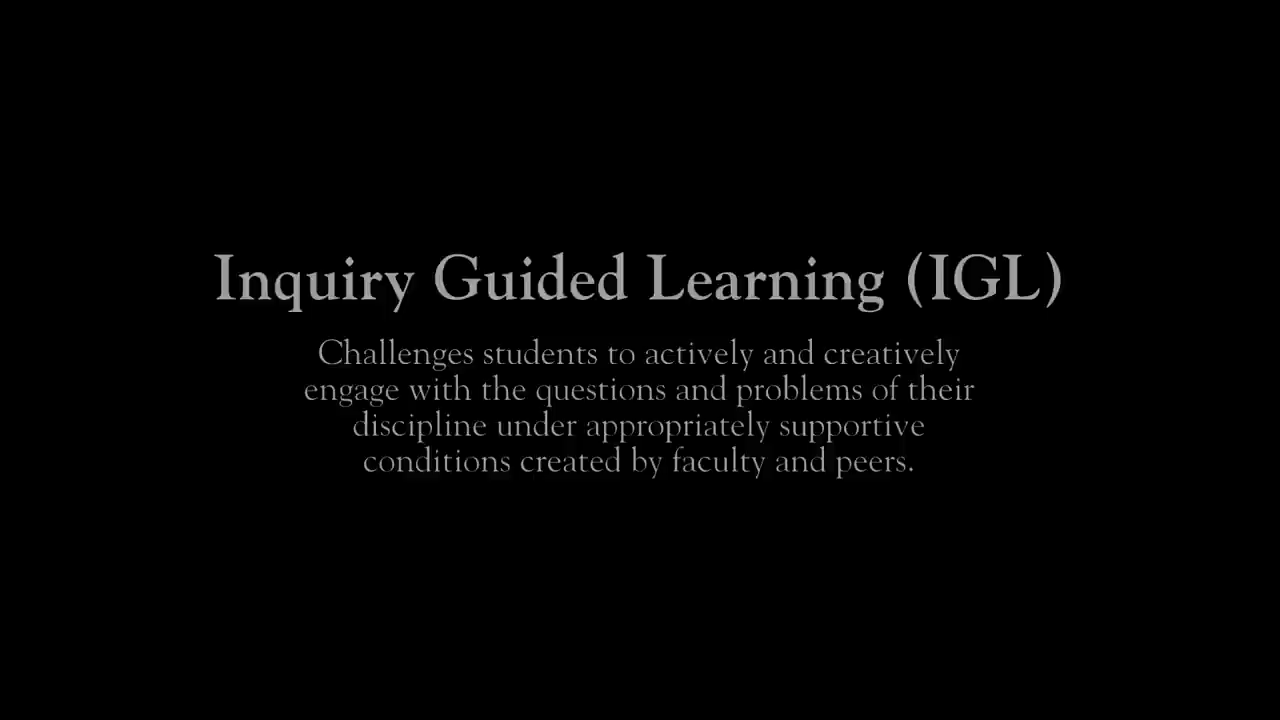 Inquiry Guided Learning (IGL)
Challenges students to actively and creatively
engage with the questions and problems of their
discipline under appropriately supportive
conditions created by faculty and peers.